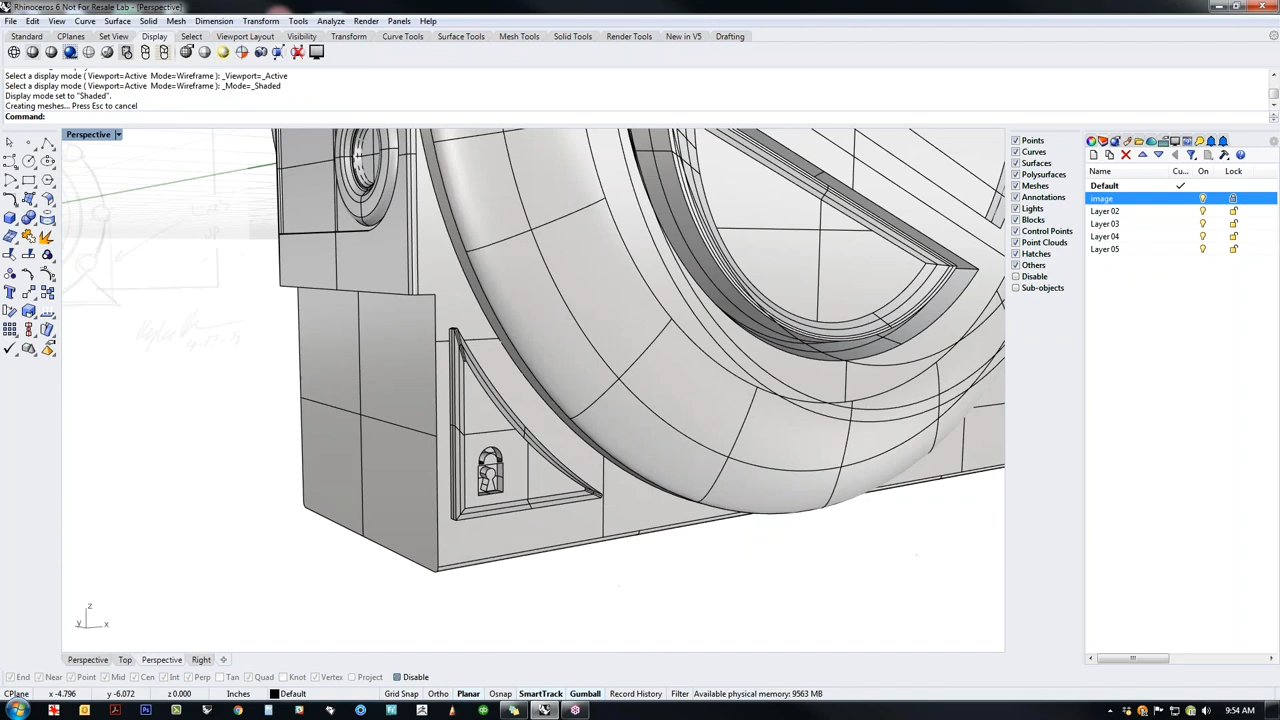 Rhinoceros 6 Not For Resale Lab - [Perspective]
File Edit View Curve Surface Solid Mesh Dimension Transform Tools Analyze Render Panels Help
Standard CPlanes Set View Display Select Viewport Layout Visibility Transform Curve Tools Surface Tools Mesh Tools Solid Tools Render Tools New in V5 Drafting
Select a display mode ( Viewport=Active Mode=Wireframe ): _Viewport=_Active
Select a display mode ( Viewport=Active Mode=Wireframe ): _Mode=_Shaded
Display mode set to "Shaded".
Creating meshes... Press Esc to cancel
Command:
Perspective
Points
Curves
Surfaces
Polysurfaces
Meshes
Annotations
Lights
Blocks
Control Points
Point Clouds
Hatches
Others
Disable
Sub-objects
Name Cu... On Lock
Default
image
Layer 02
Layer 03
Layer 04
Layer 05
z
y x
Perspective Top Perspective Right
End Near Point Mid Cen Int Perp Tan Quad Knot Vertex Project Disable
CPlane x -4.796 y -6.072 z 0.000 Inches Default Grid Snap Ortho Planar Osnap SmartTrack Gumball Record History Filter Available physical memory: 9563 MB
9:54 AM